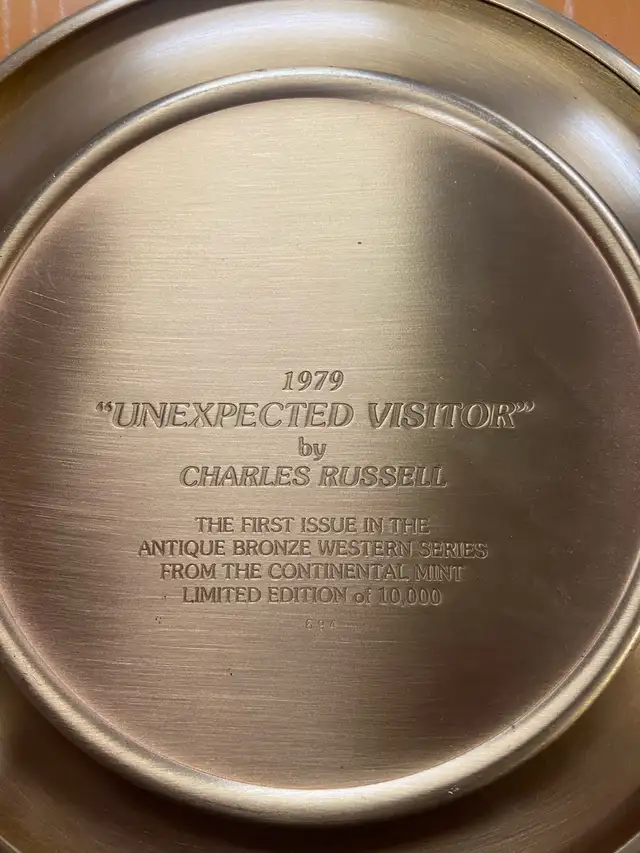 1979
“UNEXPECTED VISITOR”
by
CHARLES RUSSELL
THE FIRST ISSUE IN THE
ANTIQUE BRONZE WESTERN SERIES
FROM THE CONTINENTAL MINT
LIMITED EDITION of 10,000